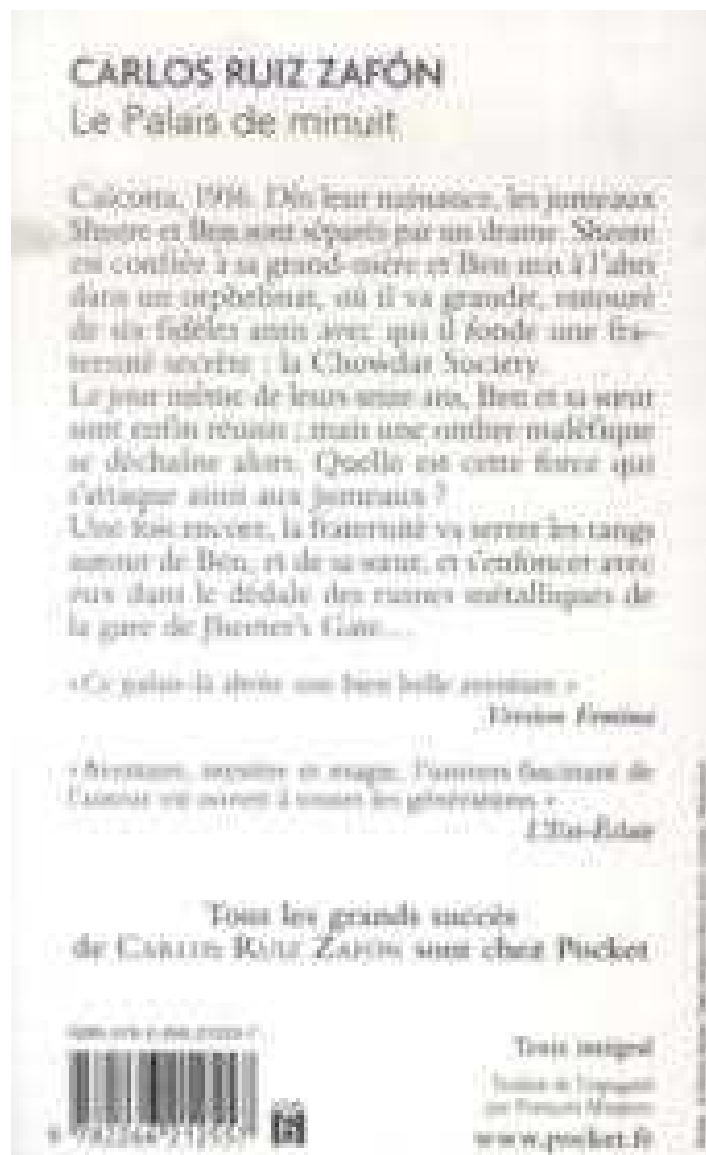 CARLOS RUIZ ZAFÓN
Le Palais de minuit
Calcutta, 1916. Dès leur naissance, les jumeaux
Sheere et Ben sont séparés par un drame. Sheere
est confiée à sa grand-mère et Ben mis à l'abri
dans un orphelinat, où il va grandir, entouré
de six fidèles amis avec qui il fonde une fra-
ternité secrète : la Chowdar Society.
Le jour même de leurs seize ans, Ben et sa sœur
sont enfin réunis ; mais une ombre maléfique
se déchaîne alors. Quelle est cette force qui
s'attaque ainsi aux jumeaux ?
Une fois encore, la fraternité va serrer les rangs
autour de Ben, et de sa sœur, et s'enfoncer avec
eux dans le dédale des ruines métalliques de
la gare de Jheeter's Gate…
« Ce palais-là abrite une bien belle aventure. »
Version Femina
« Aventure, mystère et magie, l'univers fascinant de
l'auteur est ouvert à toutes les générations. »
L'Est-Éclair
Tous les grands succès
de CARLOS RUIZ ZAFÓN sont chez Pocket
Texte intégral
Traduit de l'espagnol
par François Maspero
www.pocket.fr